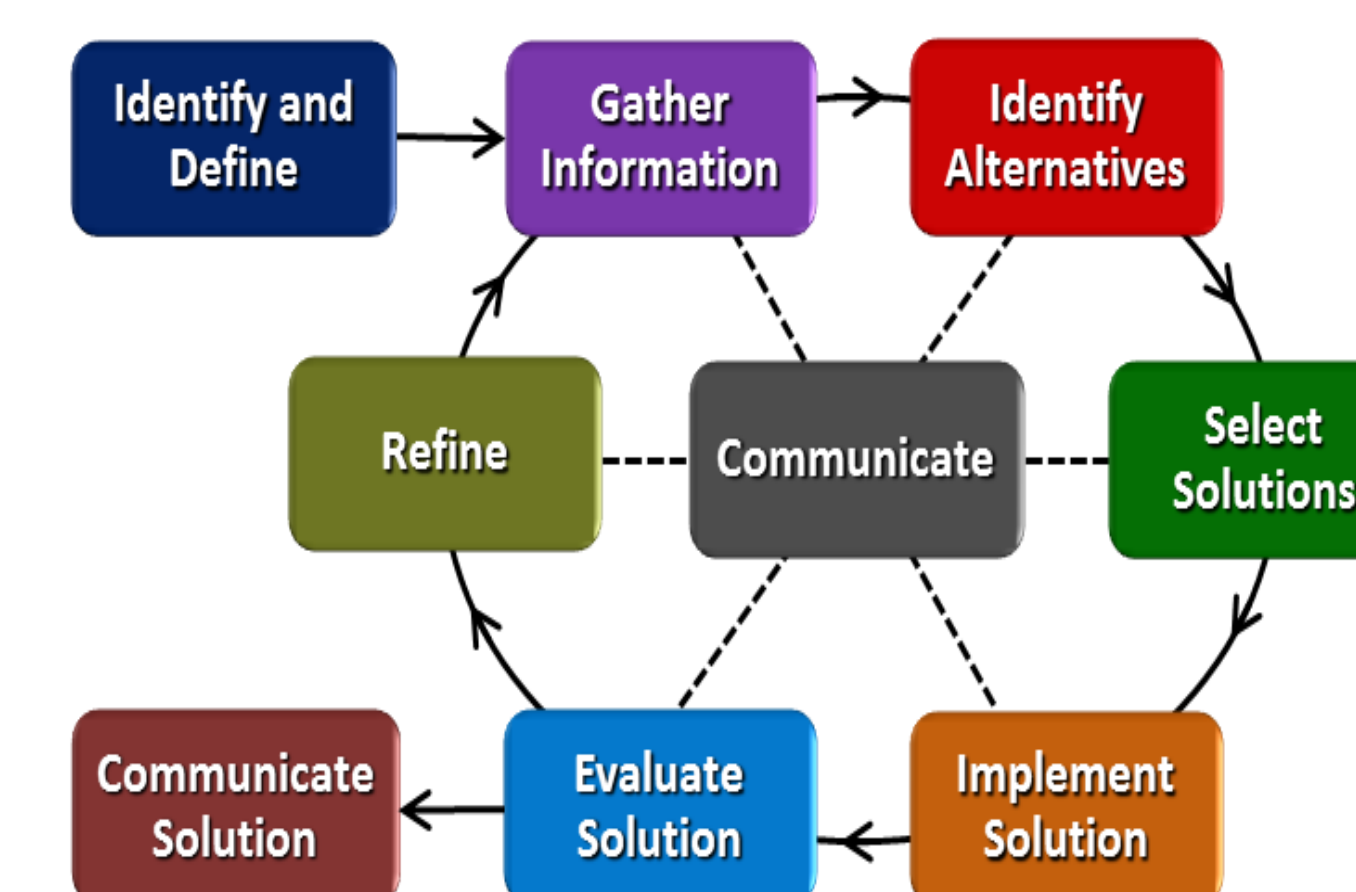 Identify and
Define
Gather
Information
Identify
Alternatives
Refine
Communicate
Select
Solutions
Communicate
Solution
Evaluate
Solution
Implement
Solution